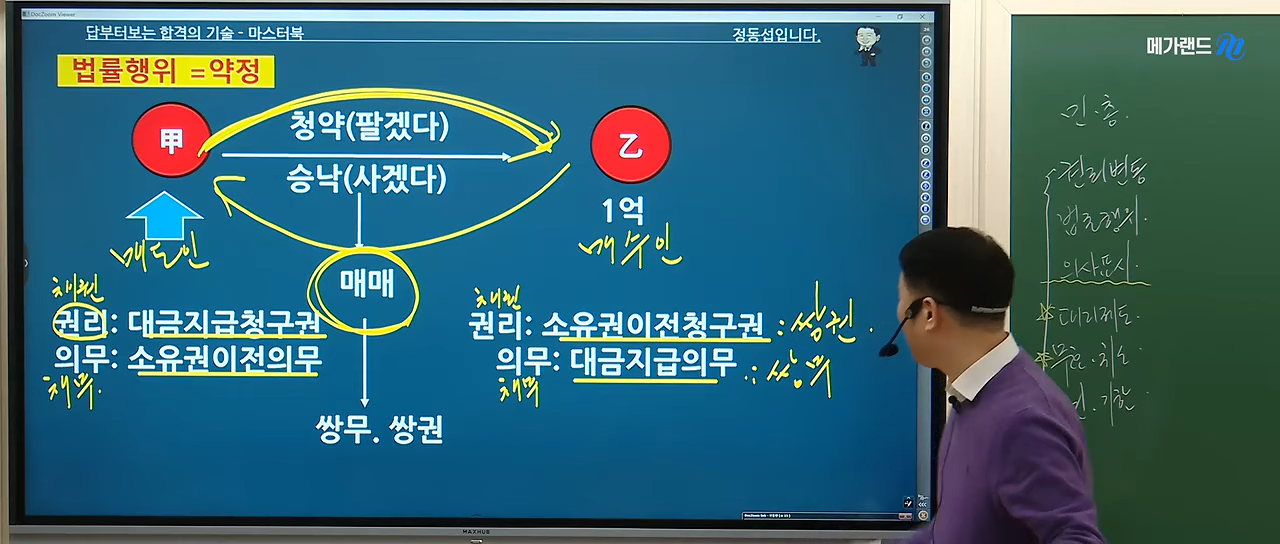 DocZoom Viewer
답부터보는 합격의 기술 - 마스터북
정동섭입니다.
법률행위 =약정
甲
청약(팔겠다)
승낙(사겠다)
乙
1억
매도인
매수인
매매
채권
권리: 대금지급청구권
의무: 소유권이전의무
채무.
채권
권리: 소유권이전청구권 : 쌍권.
의무: 대금지급의무 .: 쌍무
채무
쌍무. 쌍권
MAXHUB
메가랜드
민.총.
권리변동
법률행위.
의사표시.
대리제도.
무효.취소.
기한.